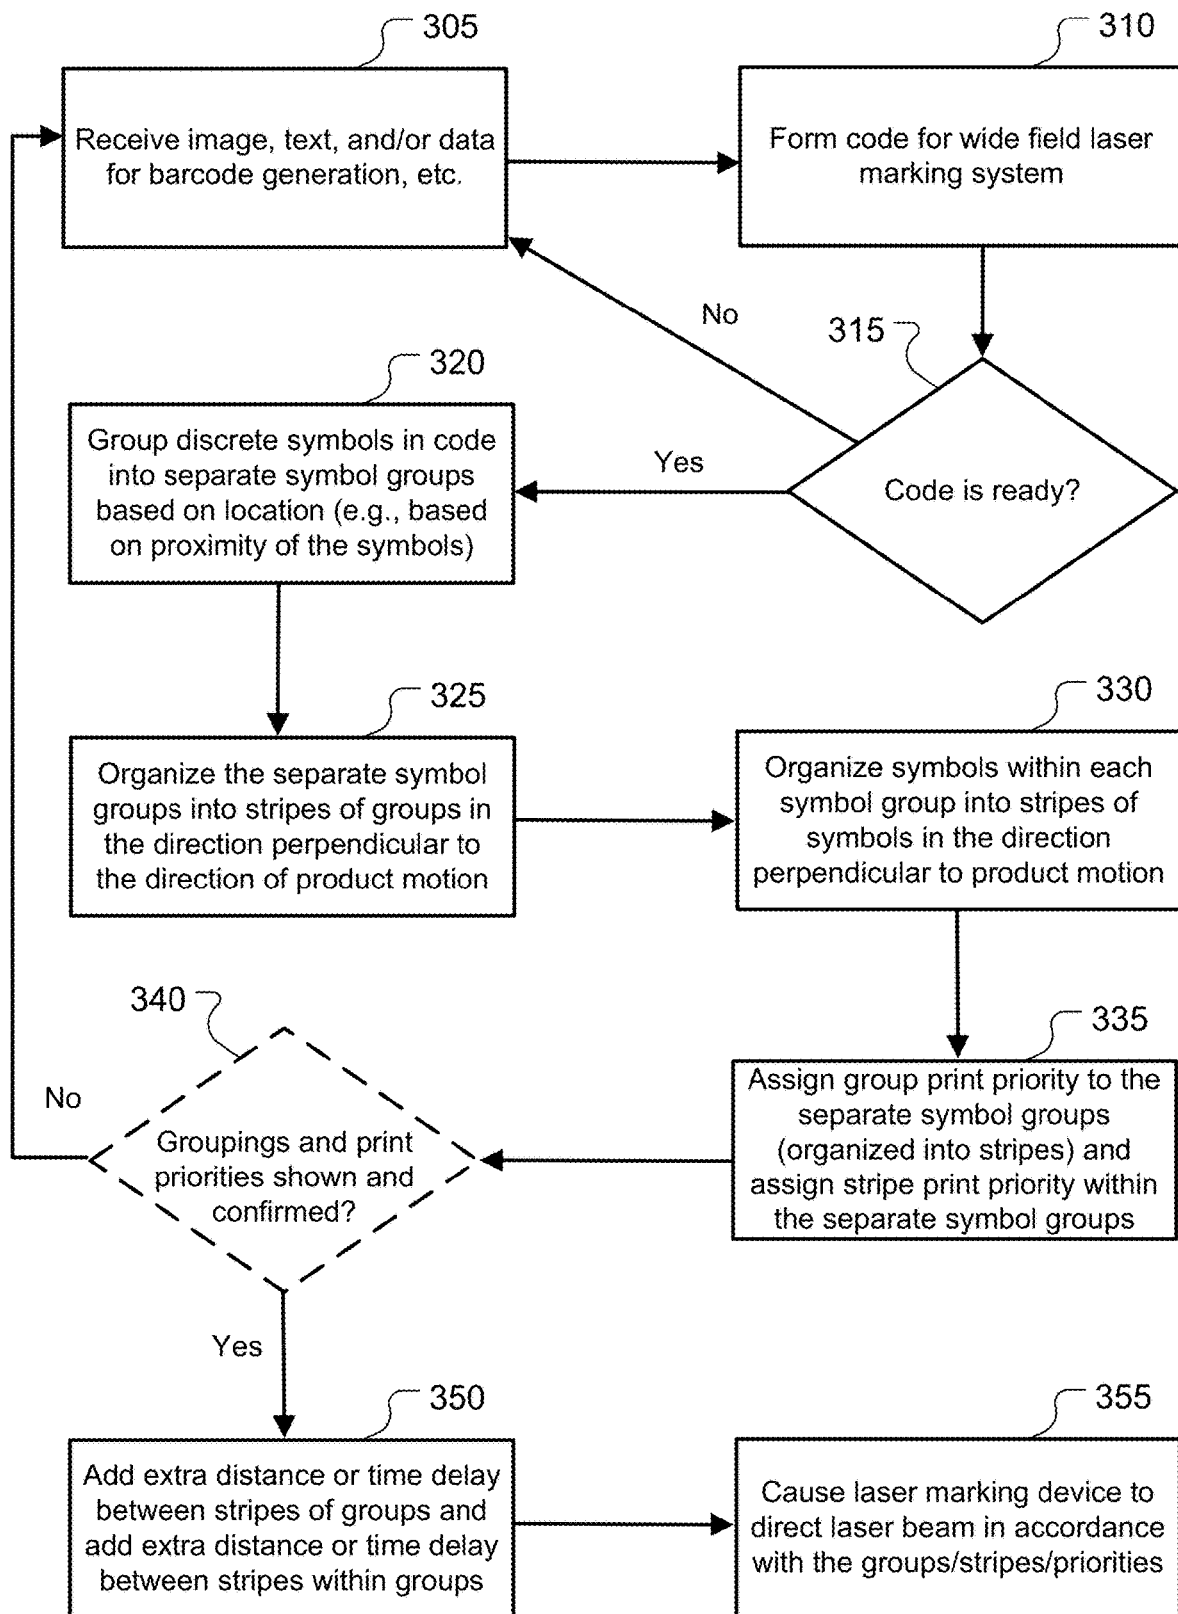 305
Receive image, text, and/or data
for barcode generation, etc.
310
Form code for wide field laser
marking system
No
315
Code is ready?
Yes
320
Group discrete symbols in code
into separate symbol groups
based on location (e.g., based
on proximity of the symbols)
325
Organize the separate symbol
groups into stripes of groups in
the direction perpendicular to
the direction of product motion
330
Organize symbols within each
symbol group into stripes of
symbols in the direction
perpendicular to product motion
335
Assign group print priority to the
separate symbol groups
(organized into stripes) and
assign stripe print priority within
the separate symbol groups
340
No
Groupings and print
priorities shown and
confirmed?
Yes
350
Add extra distance or time delay
between stripes of groups and
add extra distance or time delay
between stripes within groups
355
Cause laser marking device to
direct laser beam in accordance
with the groups/stripes/priorities